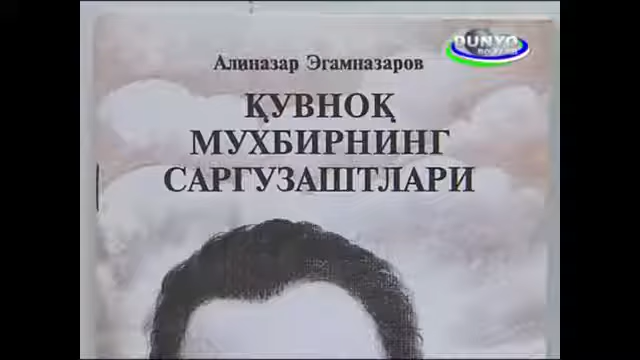 DUNYO
Алиназар Эгамназаров
ҚУВНОҚ
МУХБИРНИНГ
САРГУЗАШТЛАРИ